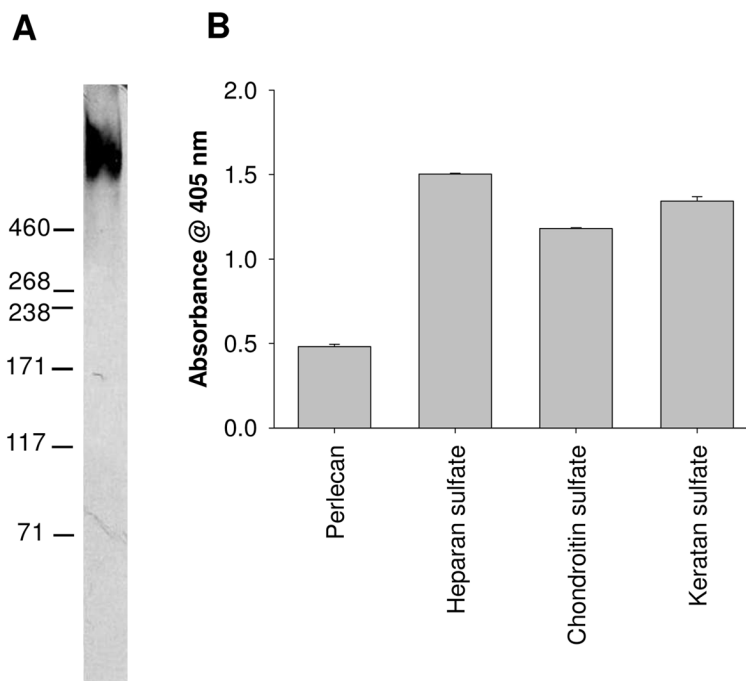 A
460
268
238
171
117
71
B
Absorbance @ 405 nm
2.0
1.5
1.0
0.5
0.0
Perlecan
Heparan sulfate
Chondroitin sulfate
Keratan sulfate